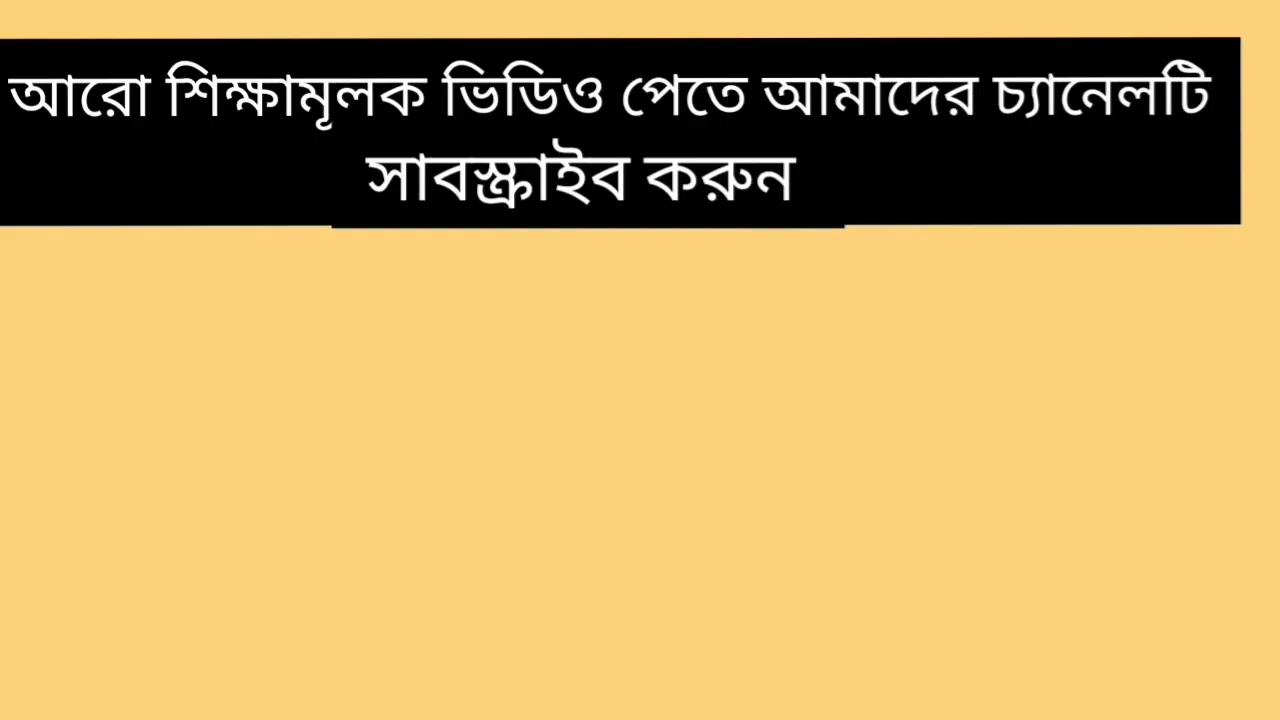 আরো শিক্ষামূলক ভিডিও পেতে আমাদের চ্যানেলটি
সাবস্ক্রাইব করুন